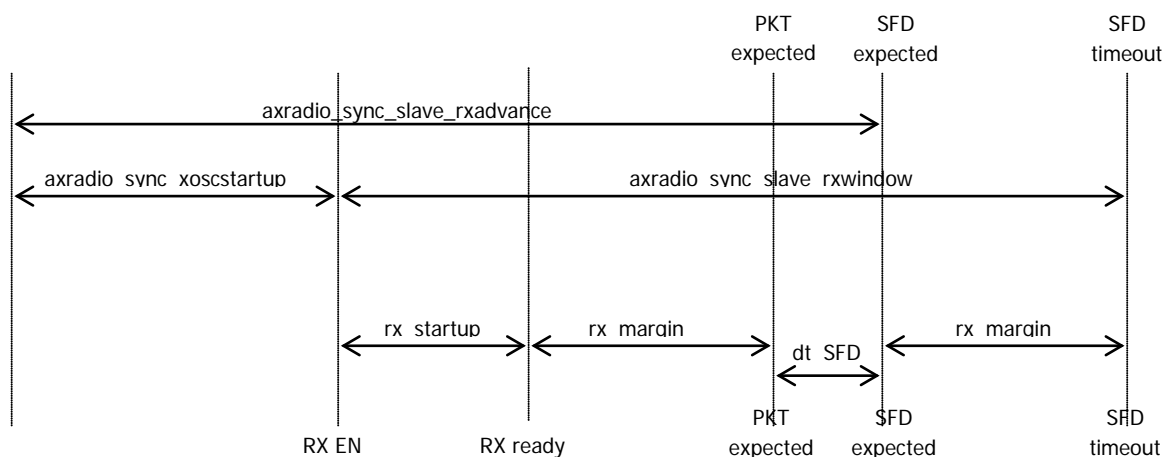 PKT
expected
SFD
expected
SFD
timeout
axradio_sync_slave_rxadvance
axradio_sync_xoscstartup
axradio_sync_slave_rxwindow
rx_startup
rx_margin
rx_margin
dt_SFD
RX EN
RX ready
PKT
expected
SFD
expected
SFD
timeout